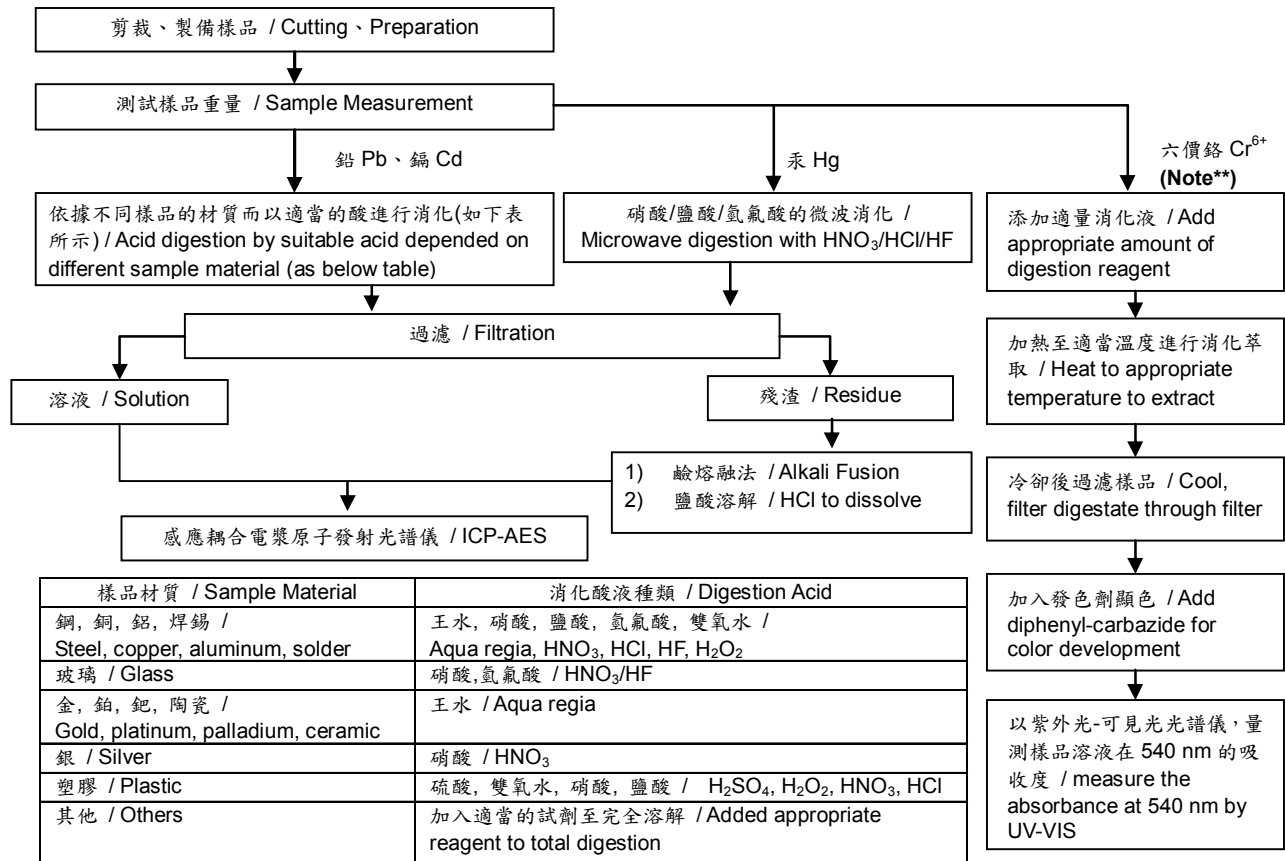 剪裁、製備樣品 / Cutting、Preparation
測試樣品重量 / Sample Measurement
鉛 Pb、鎘 Cd
汞 Hg
六價鉻 Cr⁶⁺
(Note**)
依據不同樣品的材質而以適當的酸進行消化(如下表
所示) / Acid digestion by suitable acid depended on
different sample material (as below table)
硝酸/鹽酸/氫氟酸的微波消化 /
Microwave digestion with HNO₃/HCl/HF
添加適量消化液 / Add
appropriate amount of
digestion reagent
過濾 / Filtration
加熱至適當溫度進行消化萃
取 / Heat to appropriate
temperature to extract
溶液 / Solution
殘渣 / Residue
1) 鹼熔融法 / Alkali Fusion
2) 鹽酸溶解 / HCl to dissolve
冷卻後過濾樣品 / Cool,
filter digestate through filter
感應耦合電漿原子發射光譜儀 / ICP-AES
加入發色劑顯色 / Add
diphenyl-carbazide for
color development
以紫外光-可見光光譜儀，量
測樣品溶液在 540 nm 的吸
收度 / measure the
absorbance at 540 nm by
UV-VIS
樣品材質 / Sample Material
消化酸液種類 / Digestion Acid
鋼, 銅, 鋁, 焊錫 /
Steel, copper, aluminum, solder
王水, 硝酸, 鹽酸, 氫氟酸, 雙氧水 /
Aqua regia, HNO₃, HCl, HF, H₂O₂
玻璃 / Glass
硝酸,氫氟酸 / HNO₃/HF
金, 鉑, 鈀, 陶瓷 /
Gold, platinum, palladium, ceramic
王水 / Aqua regia
銀 / Silver
硝酸 / HNO₃
塑膠 / Plastic
硫酸, 雙氧水, 硝酸, 鹽酸 / H₂SO₄, H₂O₂, HNO₃, HCl
其他 / Others
加入適當的試劑至完全溶解 / Added appropriate
reagent to total digestion